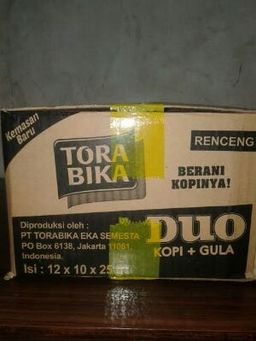 Kemasan
Baru
TORA
BIKA
RENCENG
BERANI
KOPINYA!
Diproduksi oleh :
PT TORABIKA EKA SEMESTA
PO Box 6138, Jakarta 11061,
Indonesia.
Isi : 12 x 10 x 25
DUO
KOPI + GULA